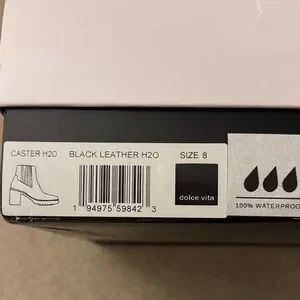 CASTER H2O BLACK LEATHER H2O SIZE 8
1 94975 59842 3
dolce vita
100% WATERPROOF